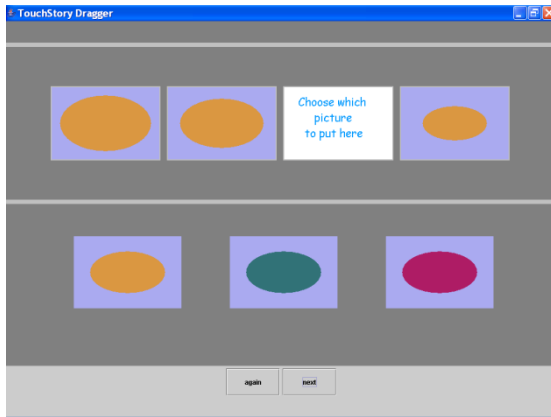 TouchStory Dragger
Choose which
picture
to put here
again
next